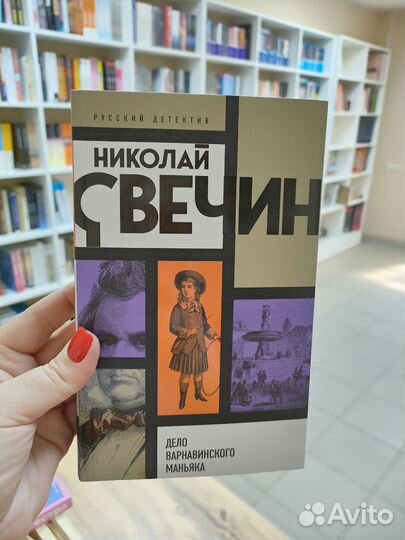 РУССКИЙ ДЕТЕКТИВ
НИКОЛАЙ
СВЕЧИН
ДЕЛО
ВАРНАВИНСКОГО
МАНЬЯКА
Avito